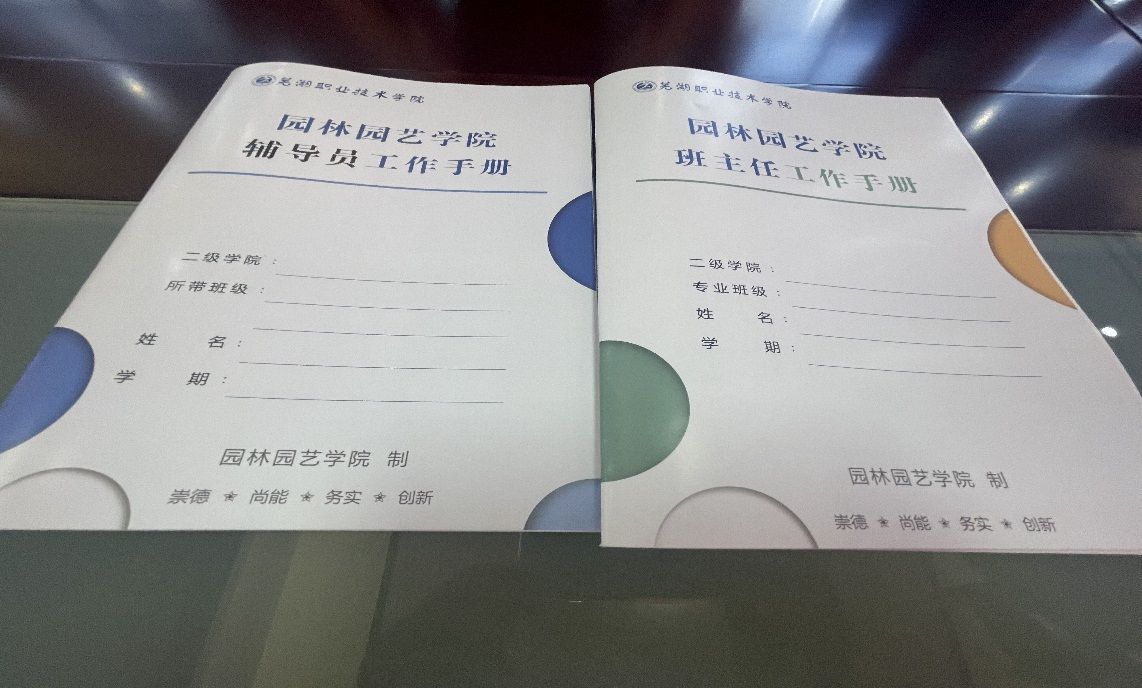 芜湖职业技术学院
园林园艺学院
辅导员工作手册
二级学院：
所带班级：
姓 名：
学 期：
园林园艺学院 制
崇德 ★ 尚能 ★ 务实 ★ 创新
芜湖职业技术学院
园林园艺学院
班主任工作手册
二级学院：
专业班级：
姓 名：
学 期：
园林园艺学院 制
崇德 ★ 尚能 ★ 务实 ★ 创新